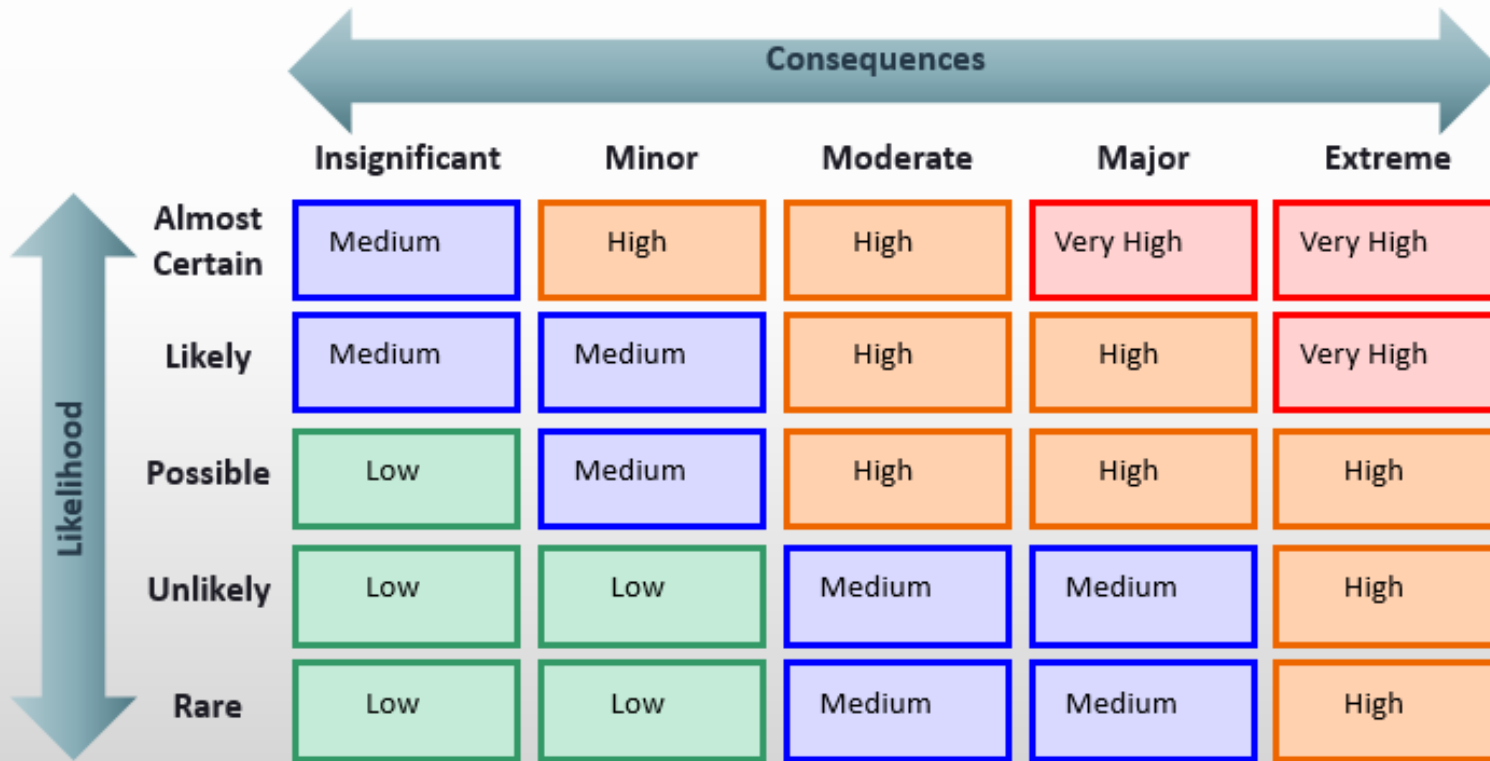 Consequences
Insignificant Minor Moderate Major Extreme
Almost
Certain
Medium High High Very High Very High
Likely Medium Medium High High Very High
Likelihood
Possible Low Medium High High High
Unlikely Low Low Medium Medium High
Rare Low Low Medium Medium High